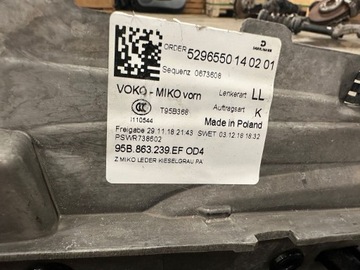 ORDER 5296550 14 02 01
Sequenz 0673608
VOKO - MIKO vorn
Lenkerart LL
T95B368
Auftragsart K
I110544
Made in Poland
Freigabe 29.11.18 21:43 SWET 03.12.18 18:32
PSWR738602
95B.863.239.EF OD4
Z MIKO LEDER KIESELGRAU PA